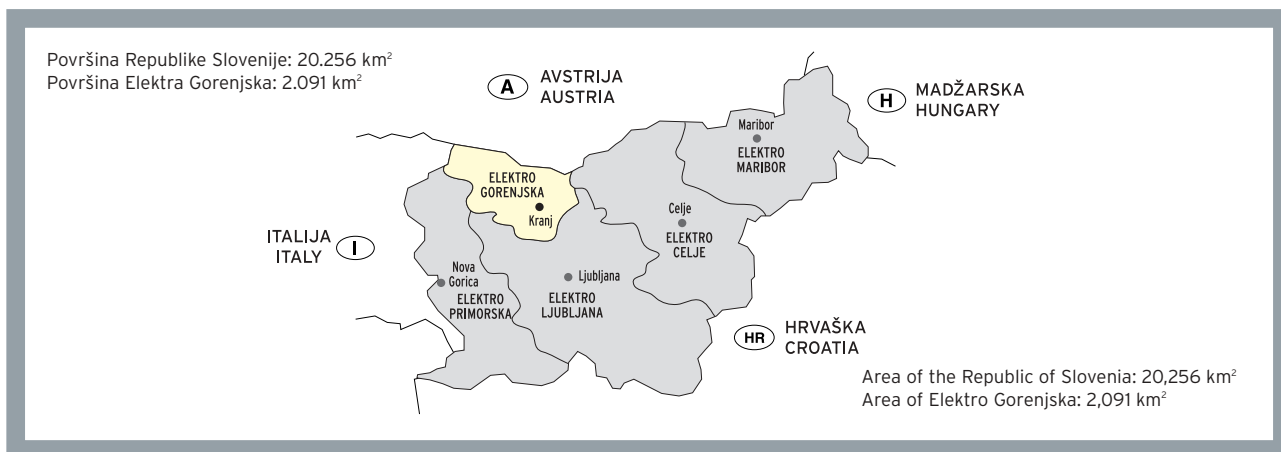 Površina Republike Slovenije: 20.256 km²
Površina Elektra Gorenjska: 2.091 km²
A
AVSTRIJA
AUSTRIA
H
MADŽARSKA
HUNGARY
Maribor
ELEKTRO
MARIBOR
ELEKTRO
GORENJSKA
Kranj
Celje
ELEKTRO
CELJE
ITALIJA
ITALY
I
Nova
Gorica
ELEKTRO
PRIMORSKA
Ljubljana
ELEKTRO
LJUBLJANA
HR
HRVAŠKA
CROATIA
Area of the Republic of Slovenia: 20,256 km²
Area of Elektro Gorenjska: 2,091 km²